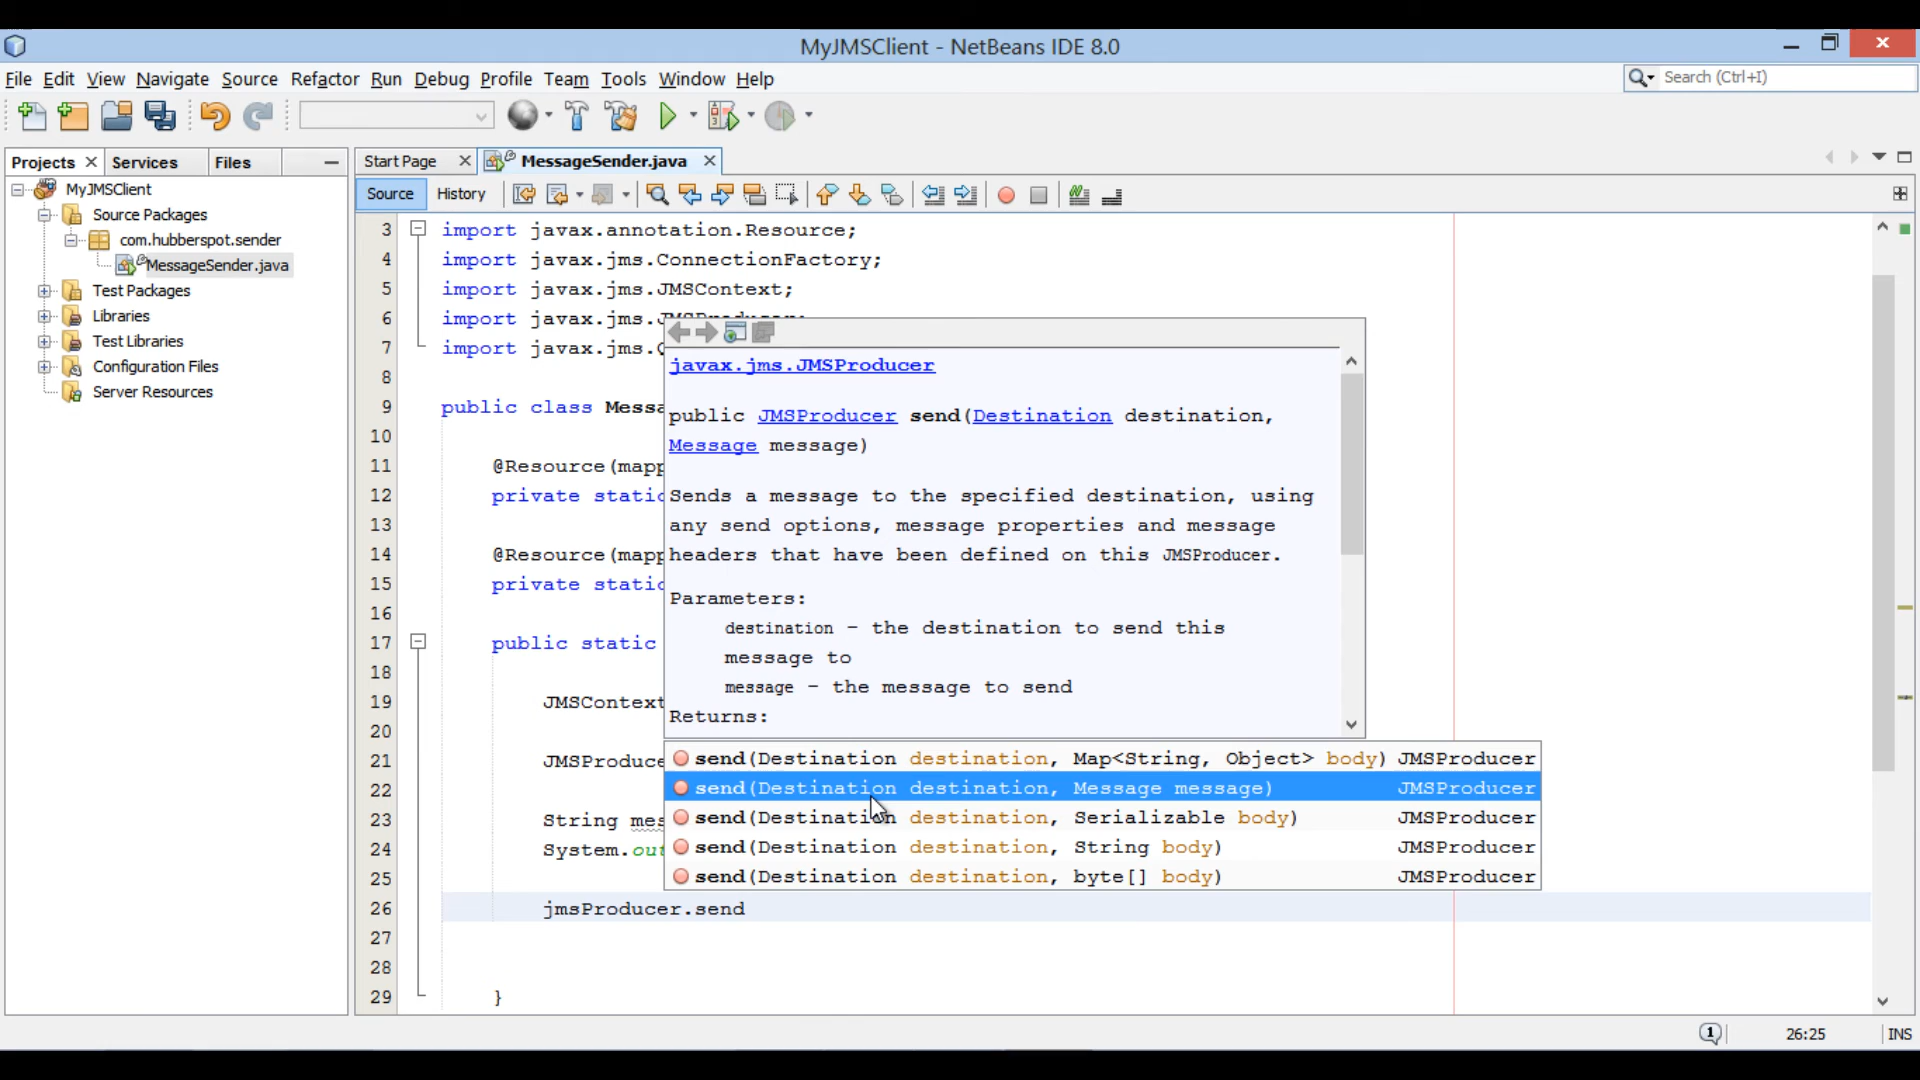 MyJMSClient - NetBeans IDE 8.0
File Edit View Navigate Source Refactor Run Debug Profile Team Tools Window Help
Search (Ctrl+I)
Projects Services Files
Start Page MessageSender.java
MyJMSClient
Source Packages
com.hubberspot.sender
MessageSender.java
Test Packages
Libraries
Test Libraries
Configuration Files
Server Resources
Source History
3 import javax.annotation.Resource;
4 import javax.jms.ConnectionFactory;
5 import javax.jms.JMSContext;
6 import javax.jms.JMSProducer;
7 import javax.jms.
8
9 public class Messa
10
11 @Resource(mapp
12 private static
13
14 @Resource(mapp
15 private static
16
17 public static
18
19 JMSContext
20
21 JMSProduce
22
23 String mes
24 System.out
25
26 jmsProducer.send
27
28
29 }
javax.jms.JMSProducer
public JMSProducer send(Destination destination,
Message message)
Sends a message to the specified destination, using
any send options, message properties and message
headers that have been defined on this JMSProducer.
Parameters:
destination – the destination to send this
message to
message – the message to send
Returns:
send(Destination destination, Map<String, Object> body) JMSProducer
send(Destination destination, Message message) JMSProducer
send(Destination destination, Serializable body) JMSProducer
send(Destination destination, String body) JMSProducer
send(Destination destination, byte[] body) JMSProducer
1 26:25 INS